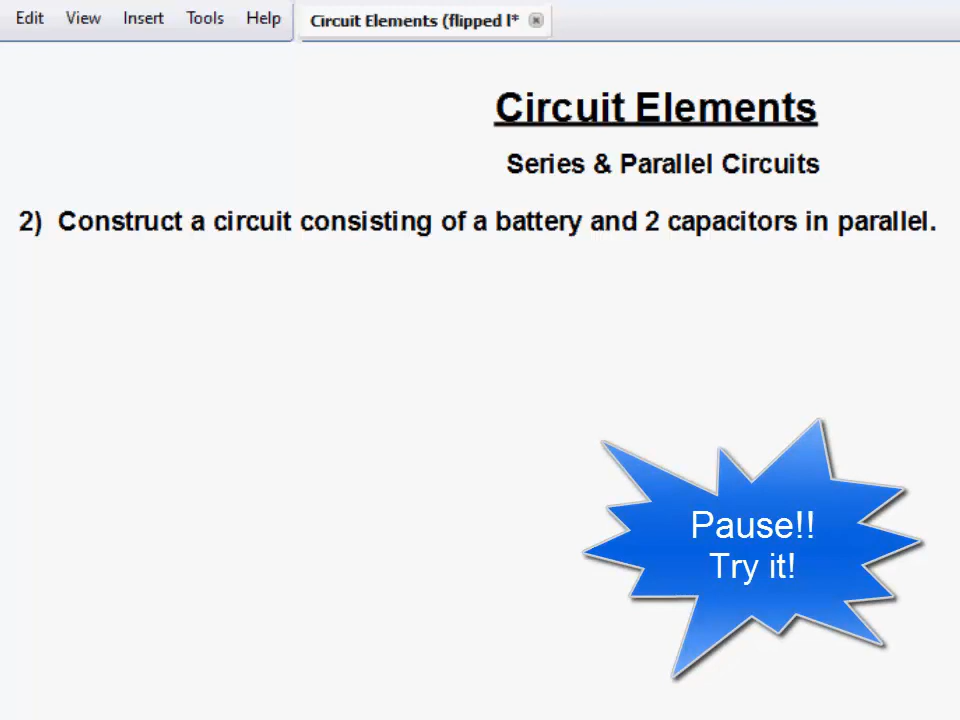 Edit View Insert Tools Help Circuit Elements (flipped l*
Circuit Elements
Series & Parallel Circuits
2) Construct a circuit consisting of a battery and 2 capacitors in parallel.
Pause!!
Try it!